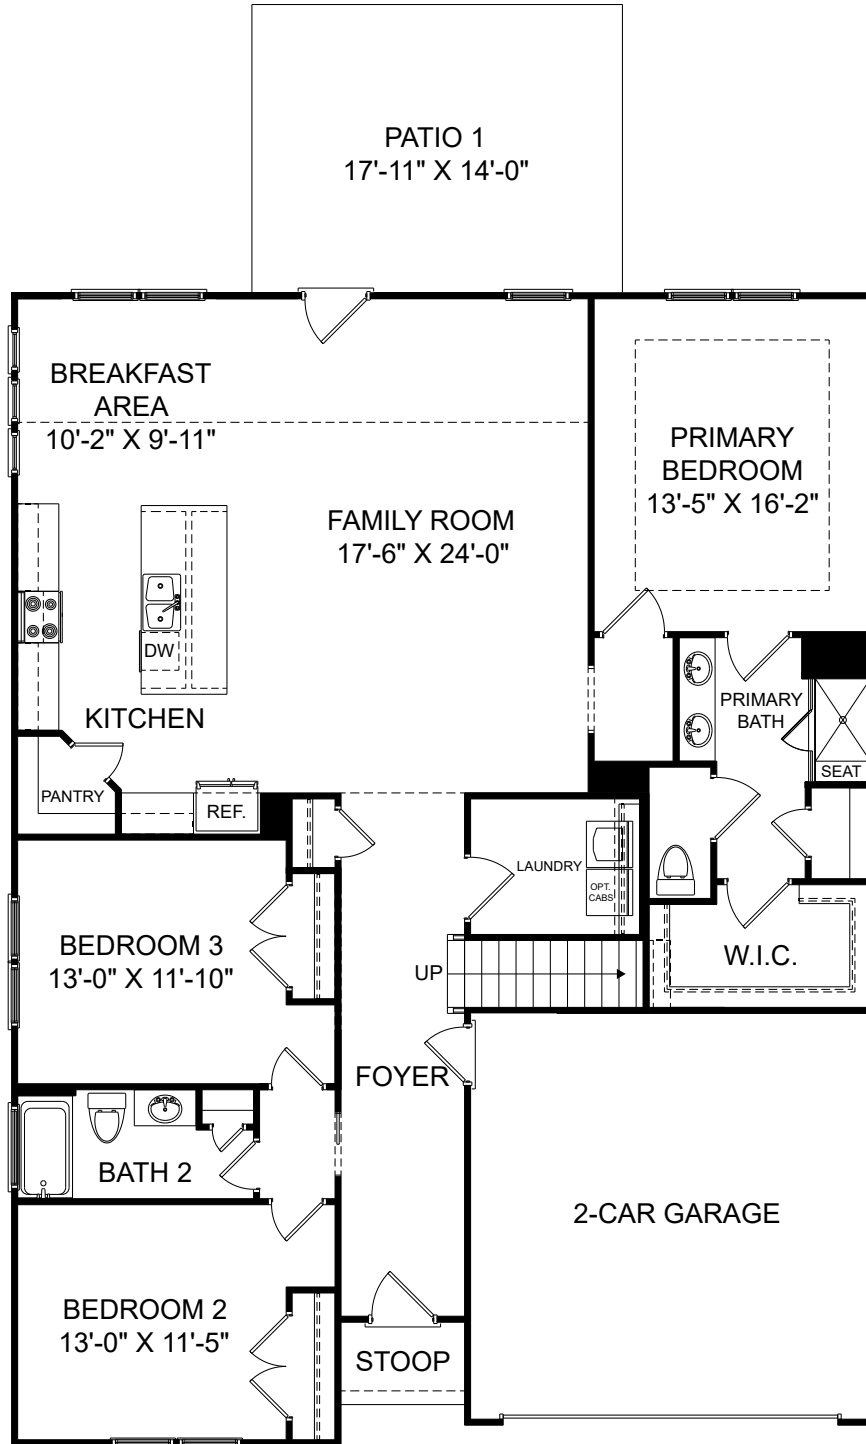 PATIO 1
17'-11" X 14'-0"
BREAKFAST
AREA
10'-2" X 9'-11"
PRIMARY
BEDROOM
13'-5" X 16'-2"
FAMILY ROOM
17'-6" X 24'-0"
DW
KITCHEN
PRIMARY
BATH
SEAT
PANTRY
REF.
LAUNDRY
OPT.
CABS
BEDROOM 3
13'-0" X 11'-10"
W.I.C.
UP
FOYER
BATH 2
2-CAR GARAGE
BEDROOM 2
13'-0" X 11'-5"
STOOP